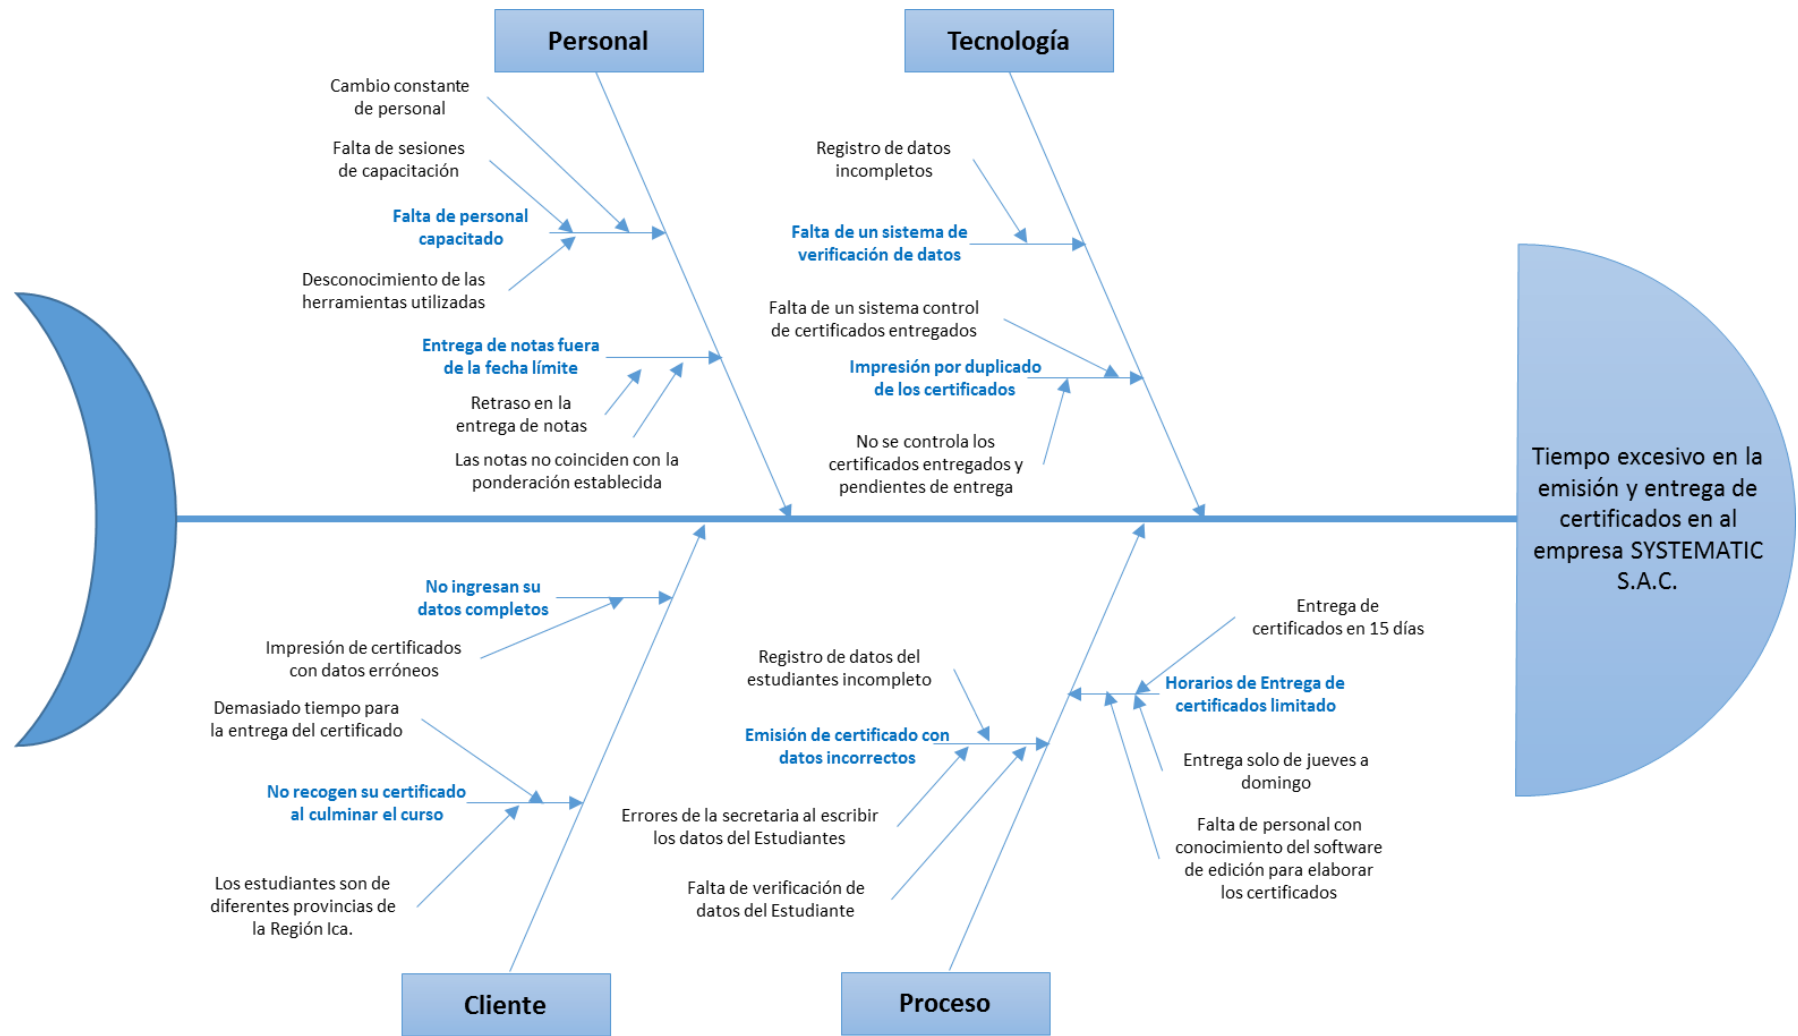 Personal
Tecnología
Cambio constante
de personal
Falta de sesiones
de capacitación
Falta de personal
capacitado
Desconocimiento de las
herramientas utilizadas
Entrega de notas fuera
de la fecha límite
Retraso en la
entrega de notas
Las notas no coinciden con la
ponderación establecida
Registro de datos
incompletos
Falta de un sistema de
verificación de datos
Falta de un sistema control
de certificados entregados
Impresión por duplicado
de los certificados
No se controla los
certificados entregados y
pendientes de entrega
Tiempo excesivo en la
emisión y entrega de
certificados en al
empresa SYSTEMATIC
S.A.C.
No ingresan su
datos completos
Impresión de certificados
con datos erróneos
Demasiado tiempo para
la entrega del certificado
No recogen su certificado
al culminar el curso
Los estudiantes son de
diferentes provincias de
la Región Ica.
Registro de datos del
estudiantes incompleto
Emisión de certificado con
datos incorrectos
Errores de la secretaria al escribir
los datos del Estudiantes
Falta de verificación de
datos del Estudiante
Entrega de
certificados en 15 días
Horarios de Entrega de
certificados limitado
Entrega solo de jueves a
domingo
Falta de personal con
conocimiento del software
de edición para elaborar
los certificados
Cliente
Proceso